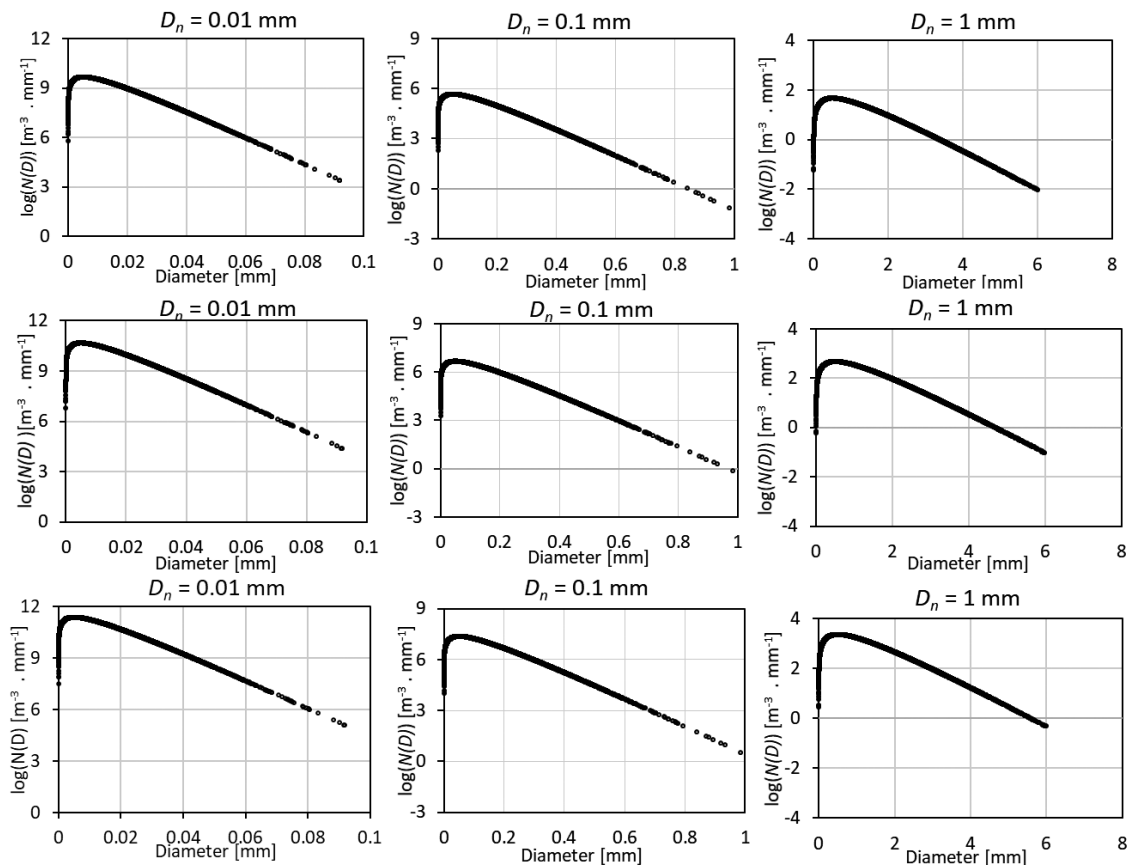 Dₙ = 0.01 mm
log(N(D)) [m⁻³ . mm⁻¹]
12
9
6
3
0
0 0.02 0.04 0.06 0.08 0.1
Diameter [mm]
Dₙ = 0.1 mm
log(N(D)) [m⁻³ . mm⁻¹]
9
6
3
0
-3
0 0.2 0.4 0.6 0.8 1
Diameter [mm]
Dₙ = 1 mm
log(N(D)) [m⁻³ . mm⁻¹]
4
2
0
-2
-4
0 2 4 6 8
Diameter [mm]
Dₙ = 0.01 mm
log(N(D) )[m⁻³ . mm⁻¹]
12
9
6
3
0
0 0.02 0.04 0.06 0.08 0.1
Diameter [mm]
Dₙ = 0.1 mm
log(N(D)) [m⁻³ . mm⁻¹]
9
6
3
0
-3
0 0.2 0.4 0.6 0.8 1
Diameter [mm]
Dₙ = 1 mm
log(N(D)) [m⁻³ . mm⁻¹]
4
2
0
-2
-4
0 2 4 6 8
Diameter [mm]
Dₙ = 0.01 mm
log(N(D) [m⁻³ . mm⁻¹]
12
9
6
3
0
0 0.02 0.04 0.06 0.08 0.1
Diameter [mm]
Dₙ = 0.1 mm
log(N(D)) [m⁻³ . mm⁻¹]
9
6
3
0
-3
0 0.2 0.4 0.6 0.8 1
Diameter [mm]
Dₙ = 1 mm
log(N(D)) [m⁻³ . mm⁻¹]
4
2
0
-2
-4
0 2 4 6 8
Diameter [mm]